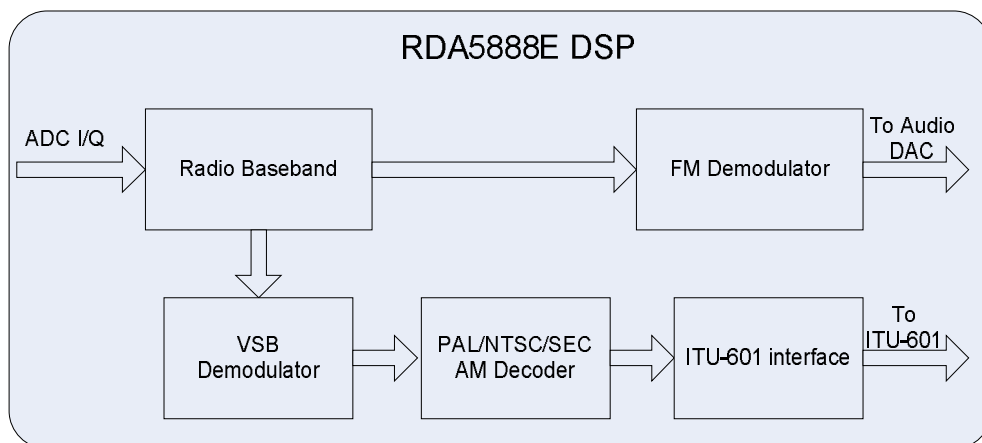 RDA5888E DSP
ADC I/Q
Radio Baseband
FM Demodulator
To Audio
DAC
VSB
Demodulator
PAL/NTSC/SEC
AM Decoder
ITU-601 interface
To
ITU-601